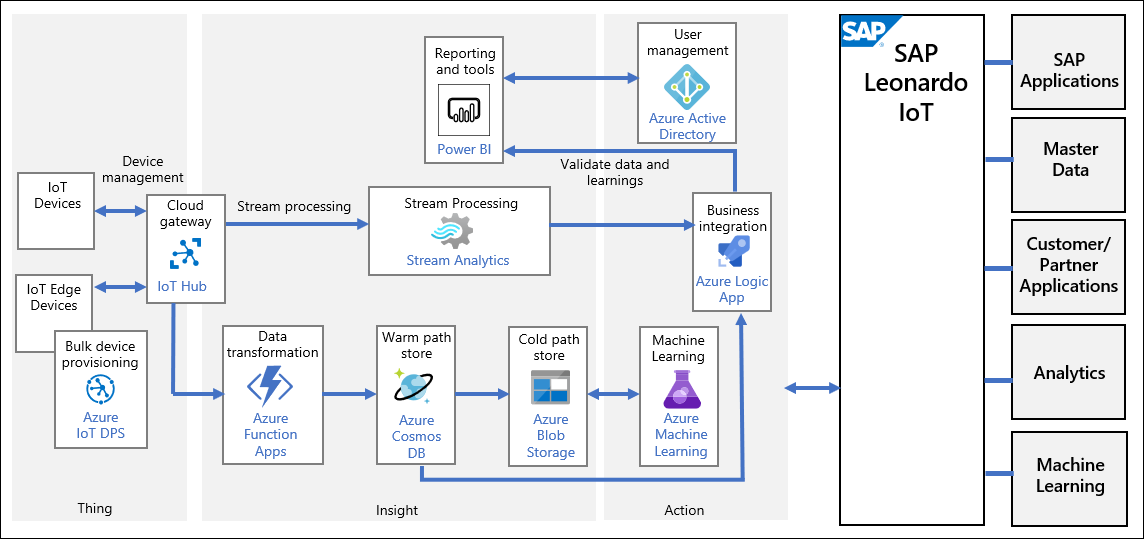 Device
management
IoT
Devices
IoT Edge
Devices
Bulk device
provisioning
Azure
IoT DPS
Thing
Cloud
gateway
IoT Hub
Stream processing
Reporting
and tools
Power BI
Stream Processing
Stream Analytics
Data
transformation
Azure
Function
Apps
Warm path
store
Azure
Cosmos
DB
Cold path
store
Azure
Blob
Storage
Insight
User
management
Azure Active
Directory
Validate data and
learnings
Business
integration
Azure Logic
App
Machine
Learning
Azure
Machine
Learning
Action
SAP
SAP
Leonardo
IoT
SAP
Applications
Master
Data
Customer/
Partner
Applications
Analytics
Machine
Learning